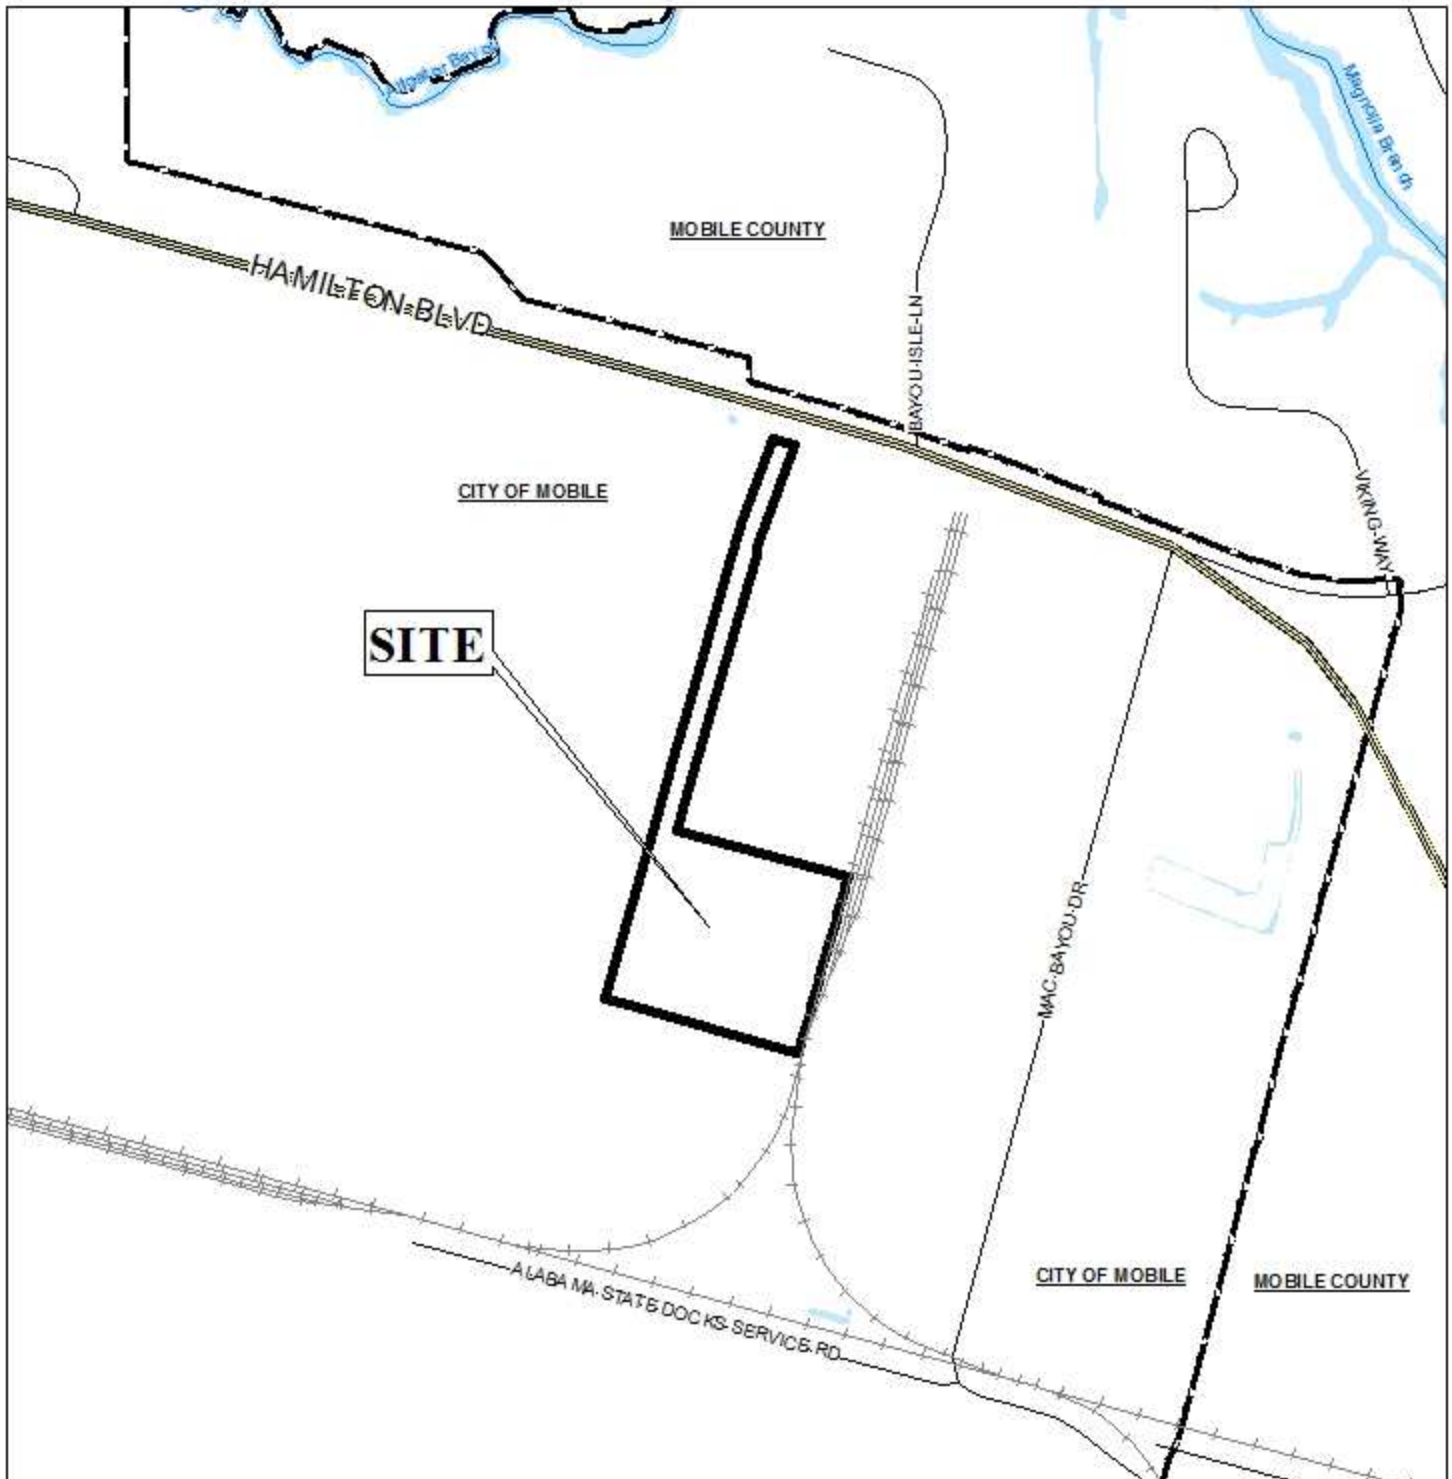 Magnolia Branch
MOBILE COUNTY
HAMILTON BLVD
BAYOU-ISLE-LN
CITY OF MOBILE
VIKING-WAY
SITE
MAC-BAYOU-DR
CITY OF MOBILE
MOBILE COUNTY
ALABAMA-STATE-DOCKS-SERVICE-RD